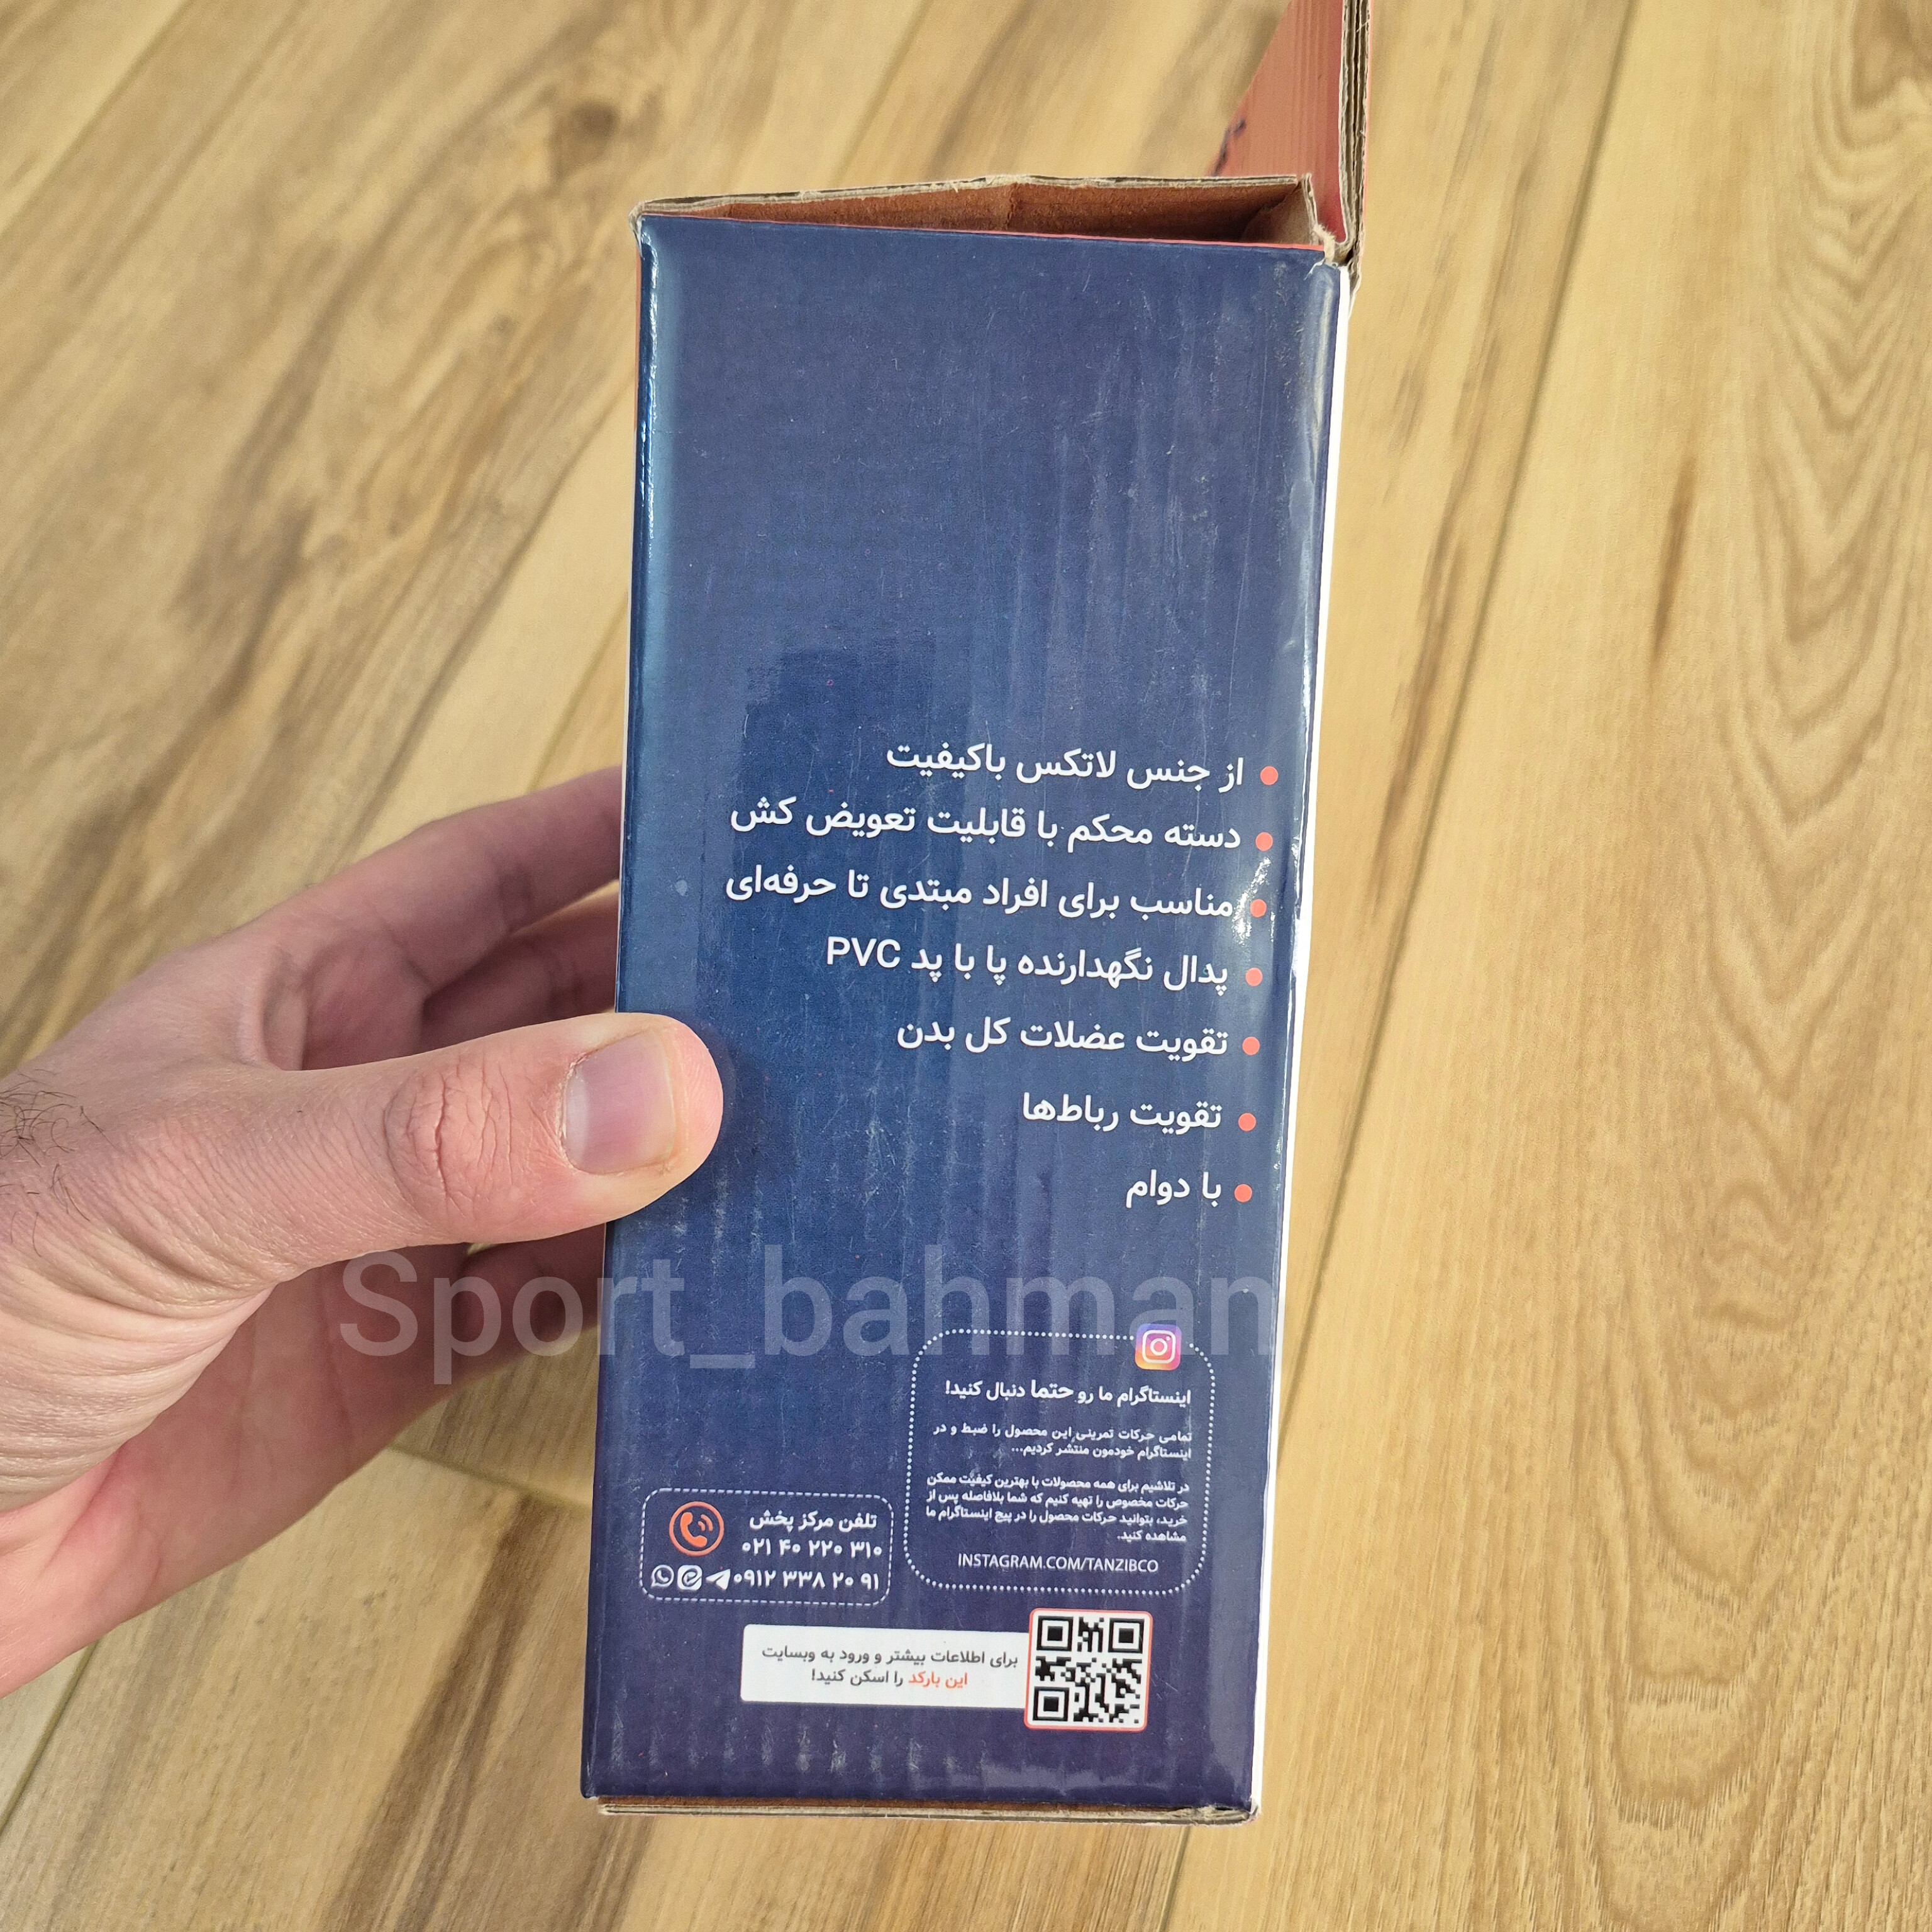 از جنس لاتکس باکیفیت
دسته محکم با قابلیت تعویض کش
مناسب برای افراد مبتدی تا حرفه‌ای
پدال نگهدارنده پا با پد PVC
تقویت عضلات کل بدن
تقویت رباط‌ها
با دوام
Sport_bahman
اینستاگرام ما رو حتما دنبال کنید!
تمامی حرکات تمرینی این محصول را ضبط و در
اینستاگرام خودمون منتشر کردیم...
در تلاشیم برای همه محصولات با بهترین کیفیت ممکن
حرکات مخصوص را تهیه کنیم که شما بلافاصله پس از
خرید، بتوانید حرکات محصول را در پیج اینستاگرام ما
مشاهده کنید.
INSTAGRAM.COM/TANZIBCO
تلفن مرکز پخش
۰۲۱ ۴۰ ۲۲۰ ۳۱۰
۰۹۱۲ ۳۳۸ ۲۰ ۹۱
برای اطلاعات بیشتر و ورود به وبسایت
این بارکد را اسکن کنید!